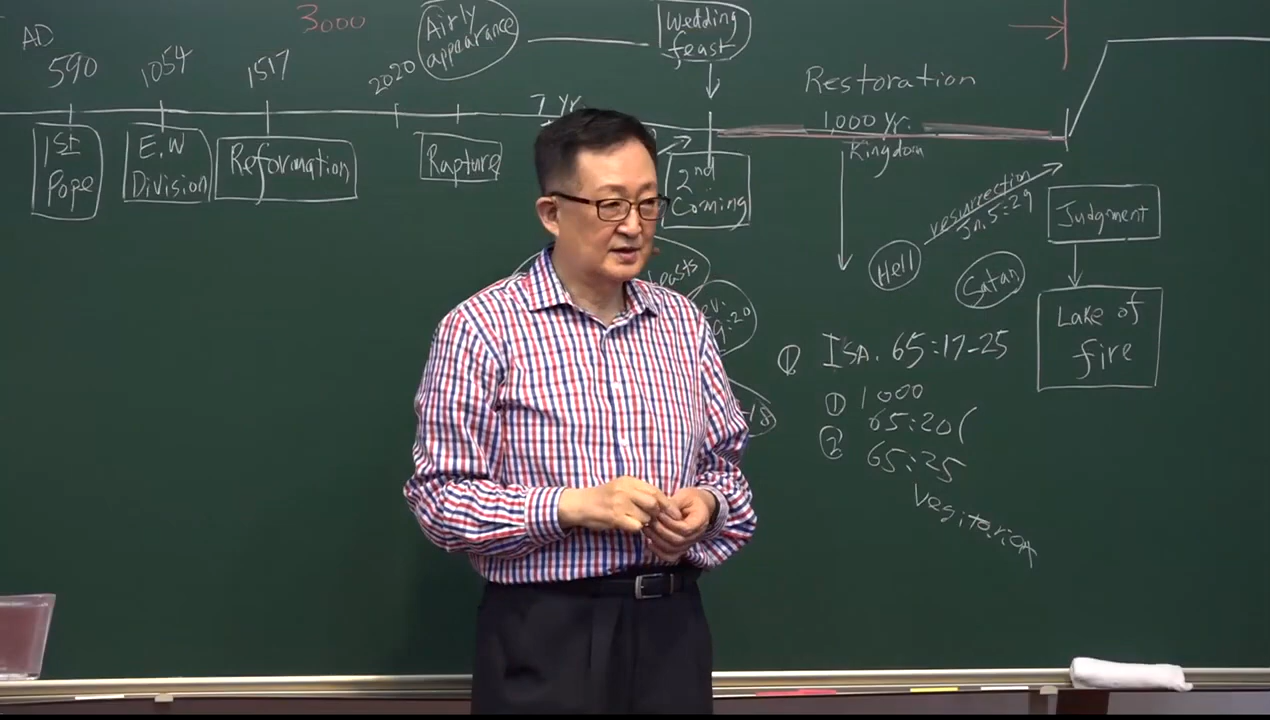 AD
3000
590
1054
1517
2020
Airly
appearance
Wedding
feast
7 yr
1st
Pope
E.W
Division
Reformation
Rapture
2nd
Coming
Restoration
1000 Yr.
Kingdom
resurrection
Jn. 5:29
Hell
Satan
Judgment
Lake of
fire
① ISA. 65:17-25
① 1000
65:20(
② 65:25
Vegitarian